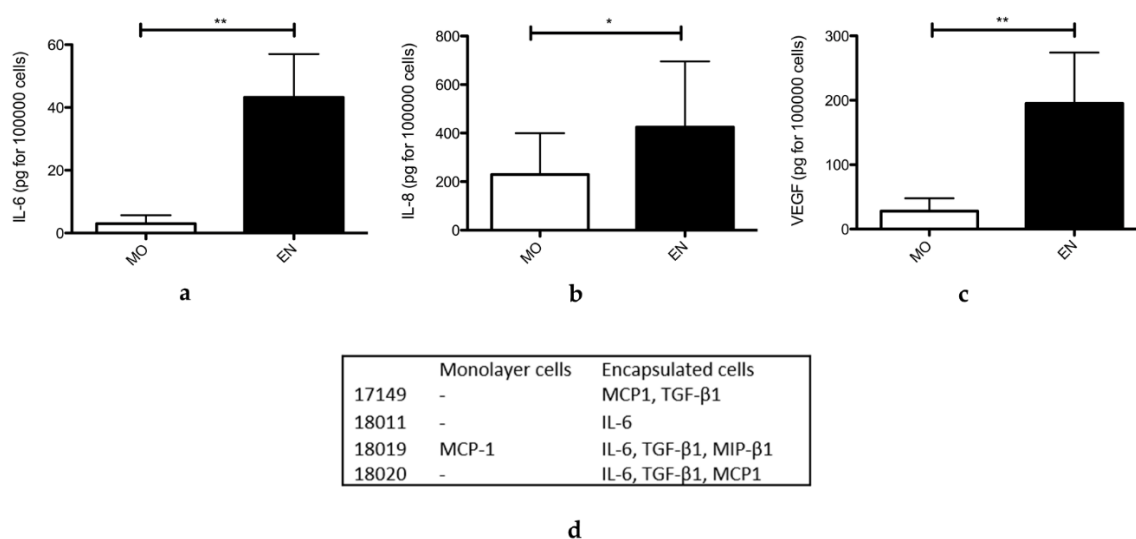 **
IL-6 (pg for 100000 cells)
60
40
20
0
MO
EN
a
*
IL-8 (pg for 100000 cells)
800
600
400
200
0
MO
EN
b
**
VEGF (pg for 100000 cells)
300
200
100
0
MO
EN
c
Monolayer cells Encapsulated cells
17149 - MCP1, TGF-β1
18011 - IL-6
18019 MCP-1 IL-6, TGF-β1, MIP-β1
18020 - IL-6, TGF-β1, MCP1
d